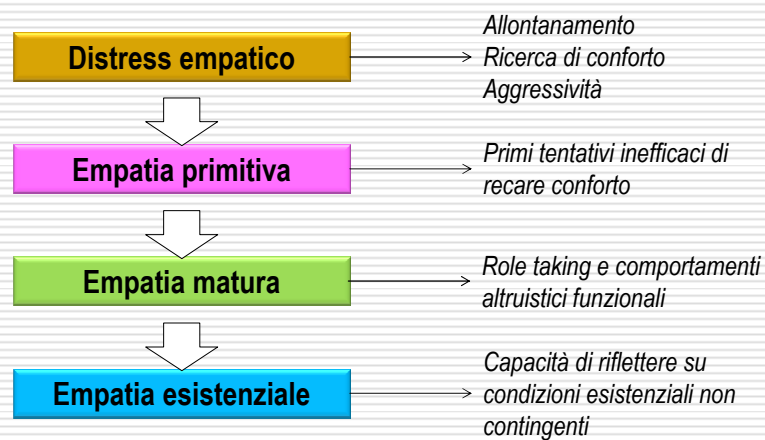 Distress empatico
Allontanamento
Ricerca di conforto
Aggressività
Empatia primitiva
Primi tentativi inefficaci di
recare conforto
Empatia matura
Role taking e comportamenti
altruistici funzionali
Empatia esistenziale
Capacità di riflettere su
condizioni esistenziali non
contingenti